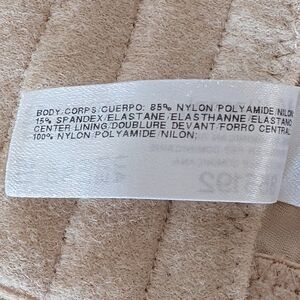 BODY/CORPS/CUERPO: 85% NYLON/POLYAMIDE/NILON
15% SPANDEX/ELASTANE/ELASTHANNE/ELASTANO
CENTER LINING/DOUBLURE DEVANT/FORRO CENTRAL
100% NYLON/POLYAMIDE/NILON